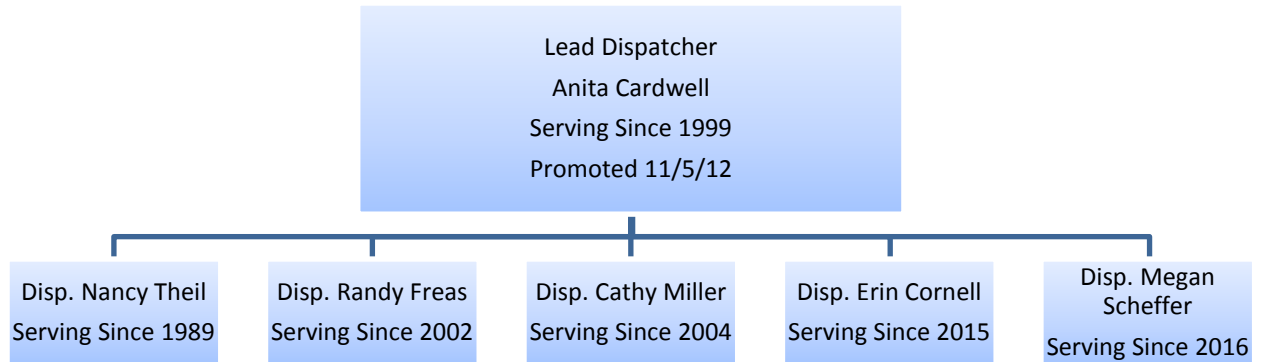 Lead Dispatcher
Anita Cardwell
Serving Since 1999
Promoted 11/5/12
Disp. Nancy Theil
Serving Since 1989
Disp. Randy Freas
Serving Since 2002
Disp. Cathy Miller
Serving Since 2004
Disp. Erin Cornell
Serving Since 2015
Disp. Megan
Scheffer
Serving Since 2016